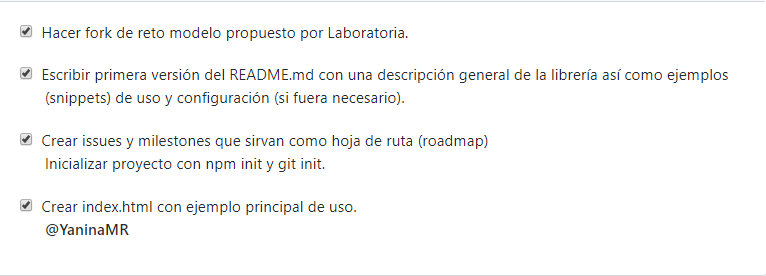 Hacer fork de reto modelo propuesto por Laboratoria.
Escribir primera versión del README.md con una descripción general de la librería así como ejemplos
(snippets) de uso y configuración (si fuera necesario).
Crear issues y milestones que sirvan como hoja de ruta (roadmap)
Inicializar proyecto con npm init y git init.
Crear index.html con ejemplo principal de uso.
@YaninaMR